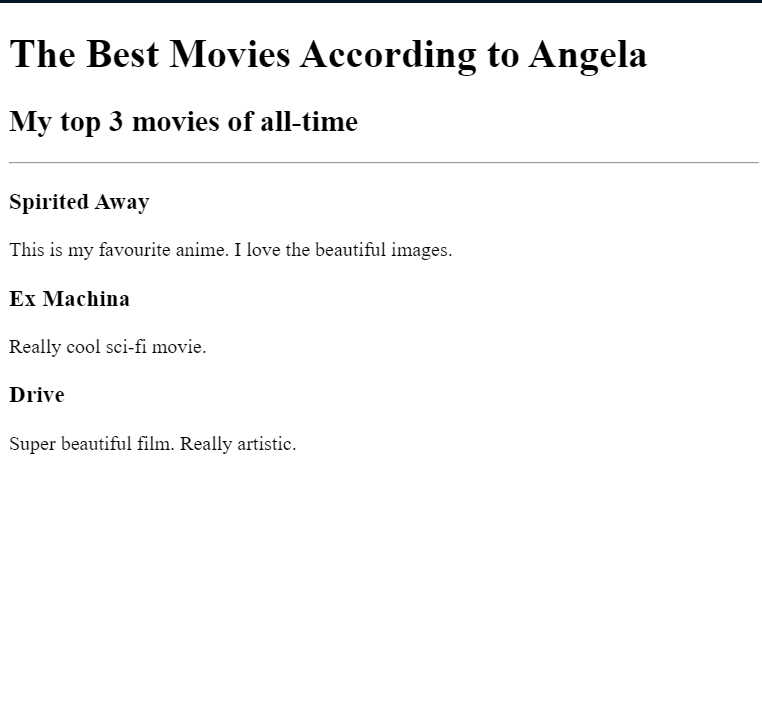 The Best Movies According to Angela
My top 3 movies of all-time
Spirited Away
This is my favourite anime. I love the beautiful images.
Ex Machina
Really cool sci-fi movie.
Drive
Super beautiful film. Really artistic.